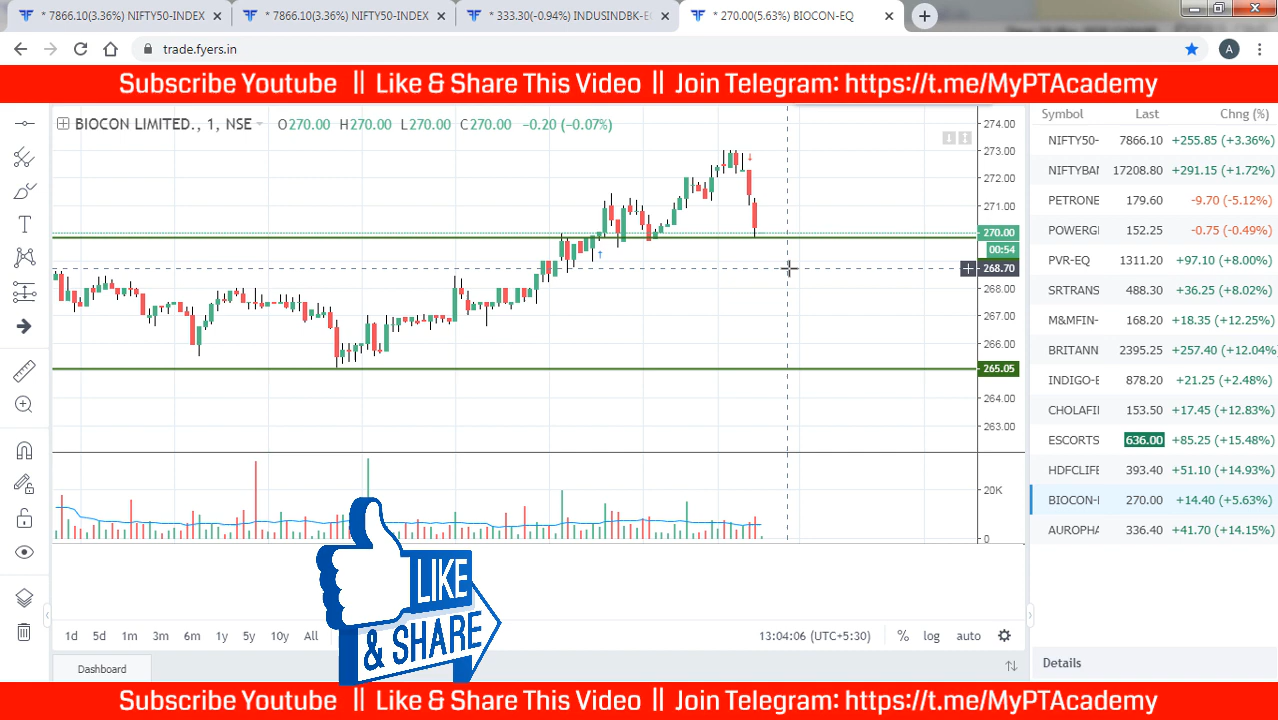 * 7866.10(3.36%) NIFTY50-INDEX
* 7866.10(3.36%) NIFTY50-INDEX
(-0.94%) INDUSINDBK-E
* 270.00(5.63%) BIOCON-EQ
trade.fyers.in
A
Subscribe Youtube || Like & Share This Video || Join Telegram: https://t.me/MyPTAcademy
BIOCON LIMITED., 1, NSE O270.00 H270.00 L270.00 C270.00 −0.20 (−0.07%)
274.00
273.00
272.00
271.00
270.00
00:54
268.70
268.00
267.00
266.00
265.05
264.00
263.00
20K
0
Symbol Last Chng (%)
NIFTY50- 7866.10 +255.85 (+3.36%)
NIFTYBAN 17208.80 +291.15 (+1.72%)
PETRONE 179.60 -9.70 (-5.12%)
POWERGI 152.25 -0.75 (-0.49%)
PVR-EQ 1311.20 +97.10 (+8.00%)
SRTRANS 488.30 +36.25 (+8.02%)
M&MFIN- 168.20 +18.35 (+12.25%)
BRITANN 2395.25 +257.40 (+12.04%
INDIGO-E 878.20 +21.25 (+2.48%)
CHOLAFII 153.50 +17.45 (+12.83%)
ESCORTS 636.00 +85.25 (+15.48%)
HDFCLIFE 393.40 +51.10 (+14.93%)
BIOCON-I 270.00 +14.40 (+5.63%)
AUROPHA 336.40 +41.70 (+14.15%)
LIKE
& SHARE
1d 5d 1m 3m 6m 1y 5y 10y All
13:04:06 (UTC+5:30) % log auto
Dashboard
Details
Subscribe Youtube || Like & Share This Video || Join Telegram: https://t.me/MyPTAcademy